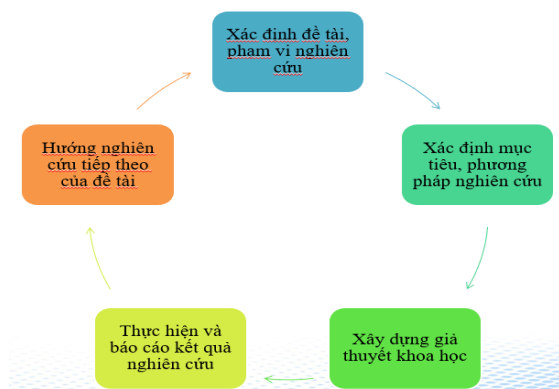 Xác định đề tài,
phạm vi nghiên
cứu
Xác định mục
tiêu, phương
pháp nghiên cứu
Xây dựng giả
thuyết khoa học
Thực hiện và
báo cáo kết quả
nghiên cứu
Hướng nghiên
cứu tiếp theo
của đề tài